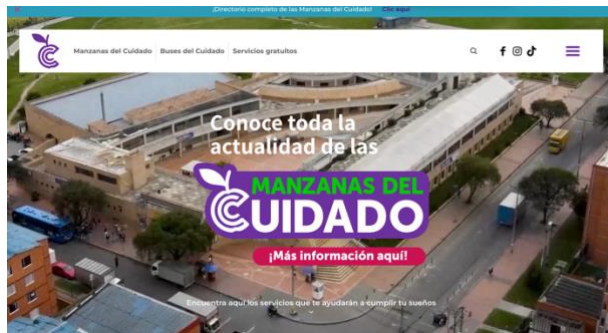 ¡Directorio completo de las Manzanas del Cuidado! Clic aquí
Manzanas del Cuidado Buses del Cuidado Servicios gratuitos
Conoce toda la
actualidad de las
MANZANAS DEL
CUIDADO
¡Más información aquí!
Encuentra aquí los servicios que te ayudarán a cumplir tu sueños